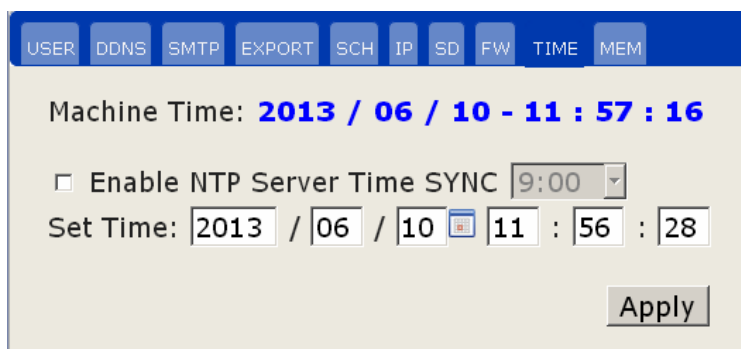 USER DDNS SMTP EXPORT SCH IP SD FW TIME MEM
Machine Time: 2013 / 06 / 10 - 11 : 57 : 16
Enable NTP Server Time SYNC 9:00
Set Time: 2013 / 06 / 10 11 : 56 : 28
Apply